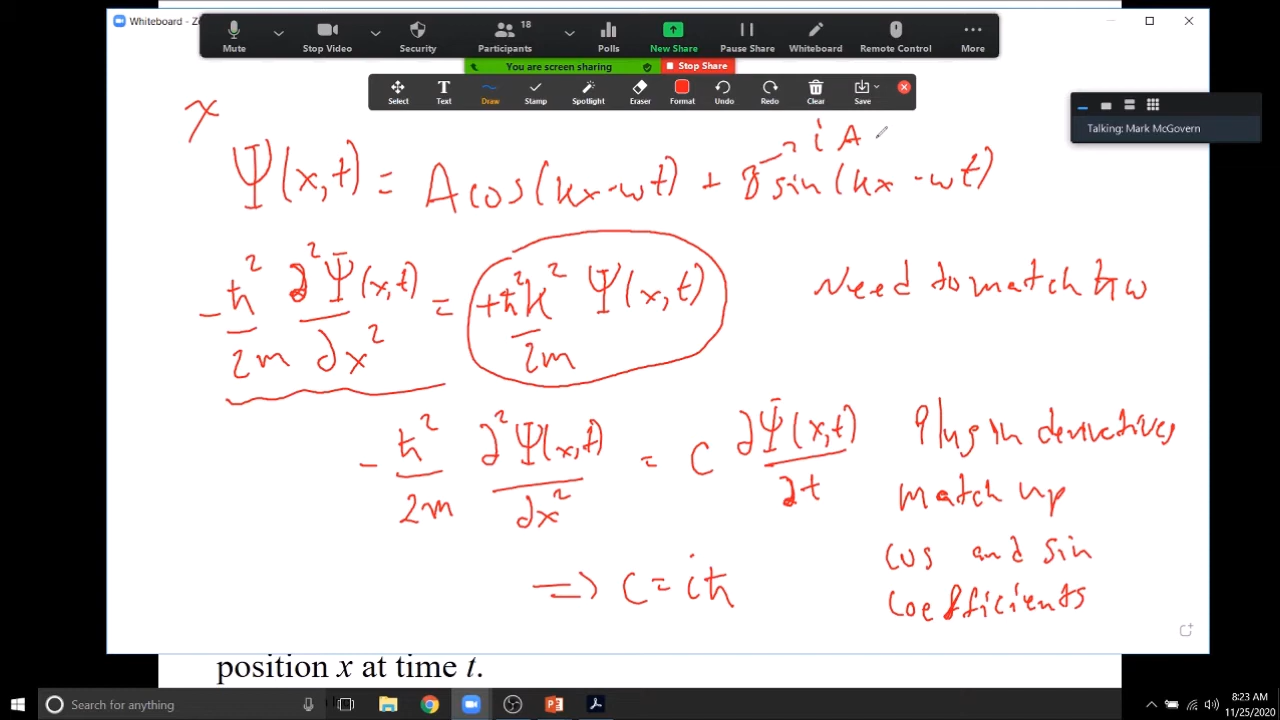 Whiteboard - Z
Mute
Stop Video
Security
Participants
18
Polls
New Share
Pause Share
Whiteboard
Remote Control
More
You are screen sharing
Stop Share
Select
Text
Draw
Stamp
Spotlight
Eraser
Format
Undo
Redo
Clear
Save
Talking: Mark McGovern
x
i A
Ψ(x,t) = A cos(kx-ωt) + B sin(kx-ωt)
-ħ²/2m ∂²Ψ(x,t)/∂x² = +ħ²k²/2m Ψ(x,t)
Need to match ħω
-ħ²/2m ∂²Ψ(x,t)/∂x² = C ∂Ψ(x,t)/∂t
Plug in derivatives
match up
cos and sin
coefficients
=> C = iħ
position x at time t.
Search for anything
8:23 AM
11/25/2020